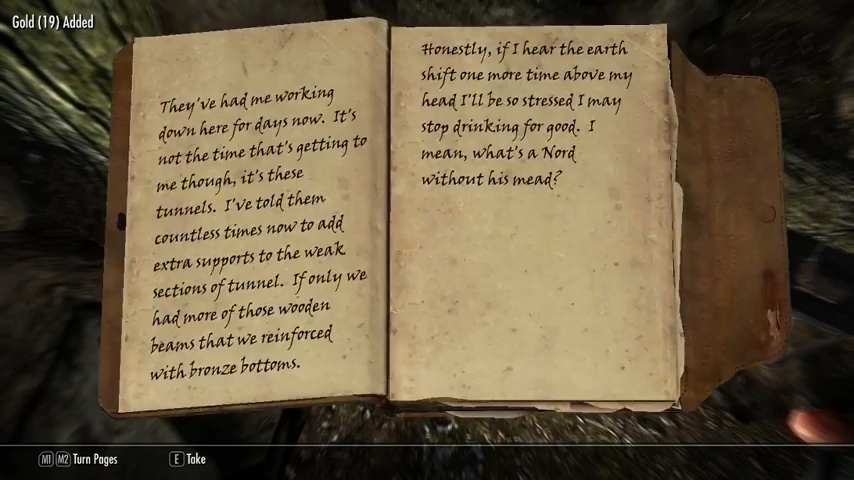 Gold (19) Added
They've had me working
down here for days now. It's
not the time that's getting to
me though, it's these
tunnels. I've told them
countless times now to add
extra supports to the weak
sections of tunnel. If only we
had more of those wooden
beams that we reinforced
with bronze bottoms.
Honestly, if I hear the earth
shift one more time above my
head I'll be so stressed I may
stop drinking for good. I
mean, what's a Nord
without his mead?
M1 M2 Turn Pages E Take